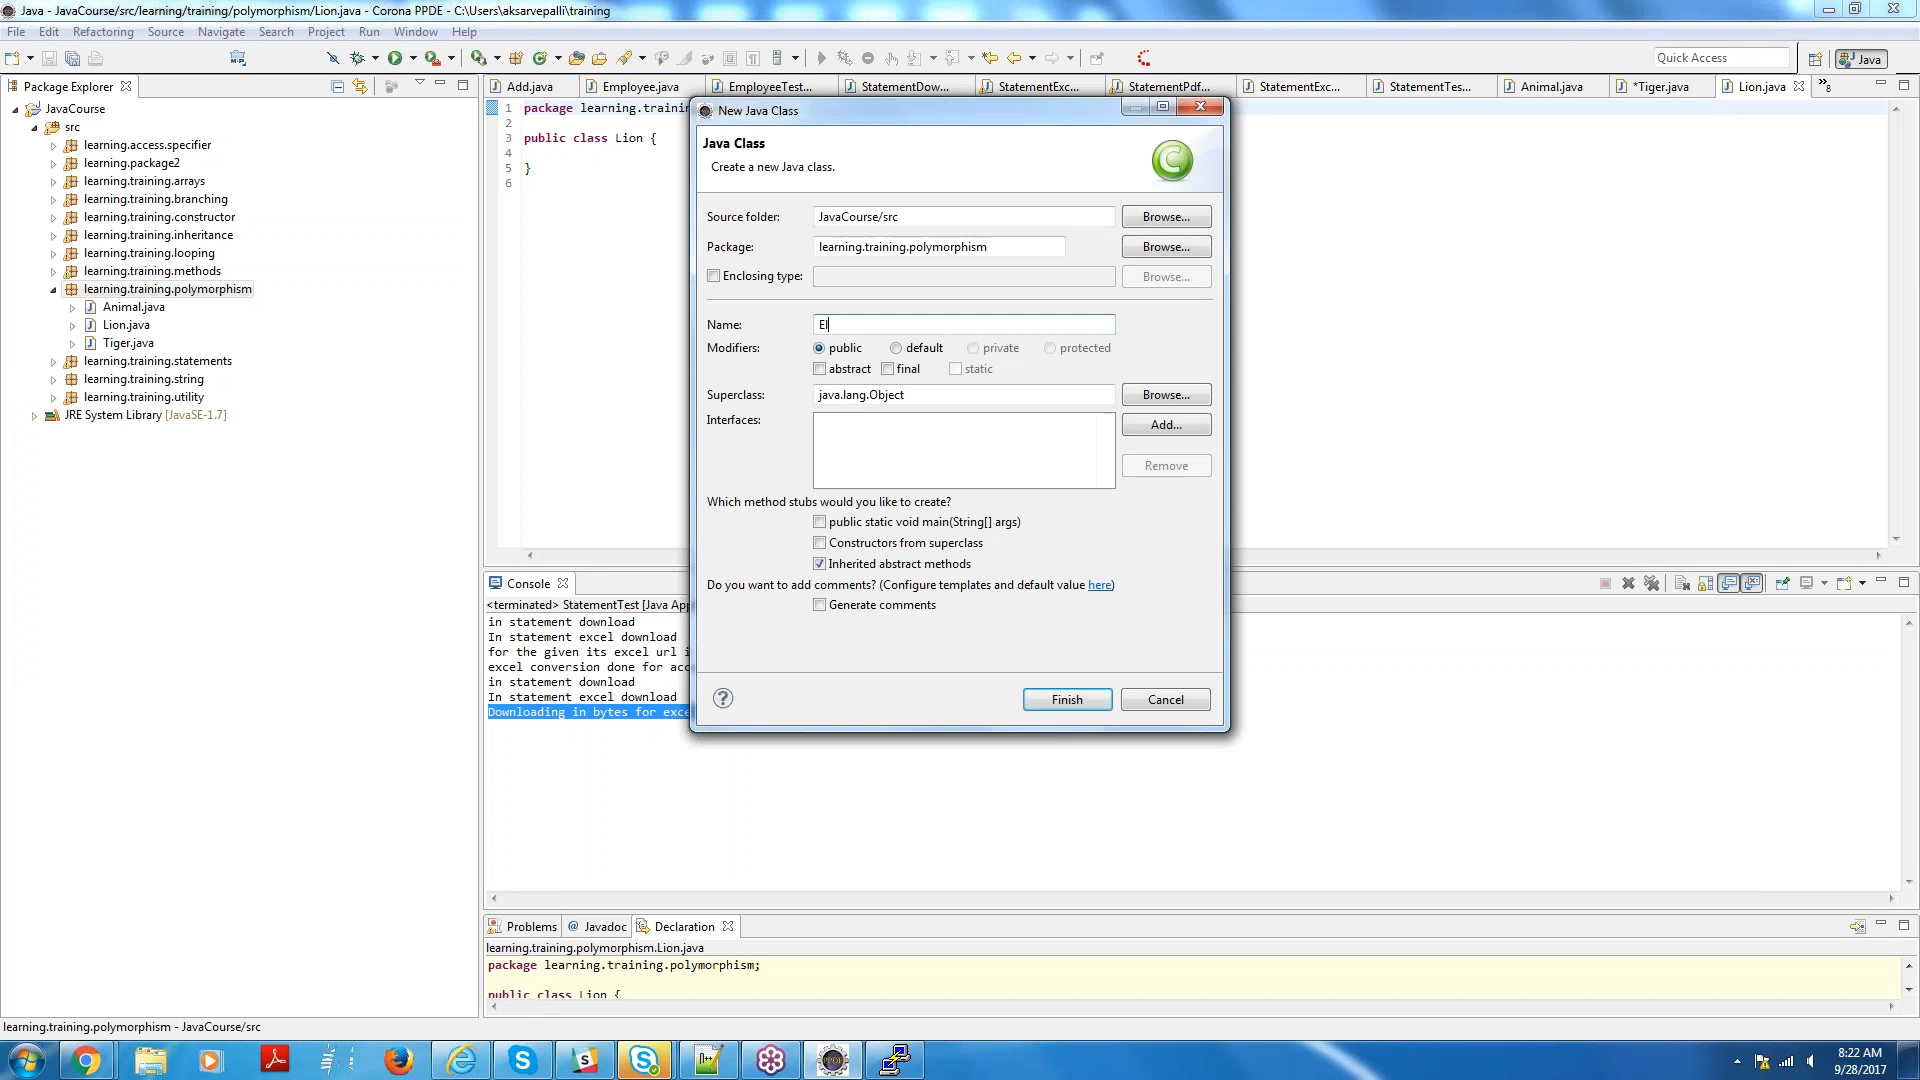 Java - JavaCourse/src/learning/training/polymorphism/Lion.java - Corona PPDE - C:\Users\aksarvepalli\training
File Edit Refactoring Source Navigate Search Project Run Window Help
Quick Access
Java
Package Explorer
Add.java Employee.java EmployeeTest... StatementDow... StatementExc... StatementPdf... StatementExc... StatementTes... Animal.java *Tiger.java Lion.java »8
JavaCourse
src
learning.access.specifier
learning.package2
learning.training.arrays
learning.training.branching
learning.training.constructor
learning.training.inheritance
learning.training.looping
learning.training.methods
learning.training.polymorphism
Animal.java
Lion.java
Tiger.java
learning.training.statements
learning.training.string
learning.training.utility
JRE System Library [JavaSE-1.7]
1 package learning.trainin
2
3 public class Lion {
4
5 }
6
New Java Class
Java Class
Create a new Java class.
Source folder: JavaCourse/src Browse...
Package: learning.training.polymorphism Browse...
Enclosing type: Browse...
Name: El
Modifiers: public default private protected
abstract final static
Superclass: java.lang.Object Browse...
Interfaces: Add...
Remove
Which method stubs would you like to create?
public static void main(String[] args)
Constructors from superclass
Inherited abstract methods
Do you want to add comments? (Configure templates and default value here)
Generate comments
Finish Cancel
Console
<terminated> StatementTest [Java App
in statement download
In statement excel download
for the given its excel url i
excel conversion done for acc
in statement download
In statement excel download
Downloading in bytes for exce
Problems @ Javadoc Declaration
learning.training.polymorphism.Lion.java
package learning.training.polymorphism;
public class Lion {
learning.training.polymorphism - JavaCourse/src
8:22 AM
9/28/2017